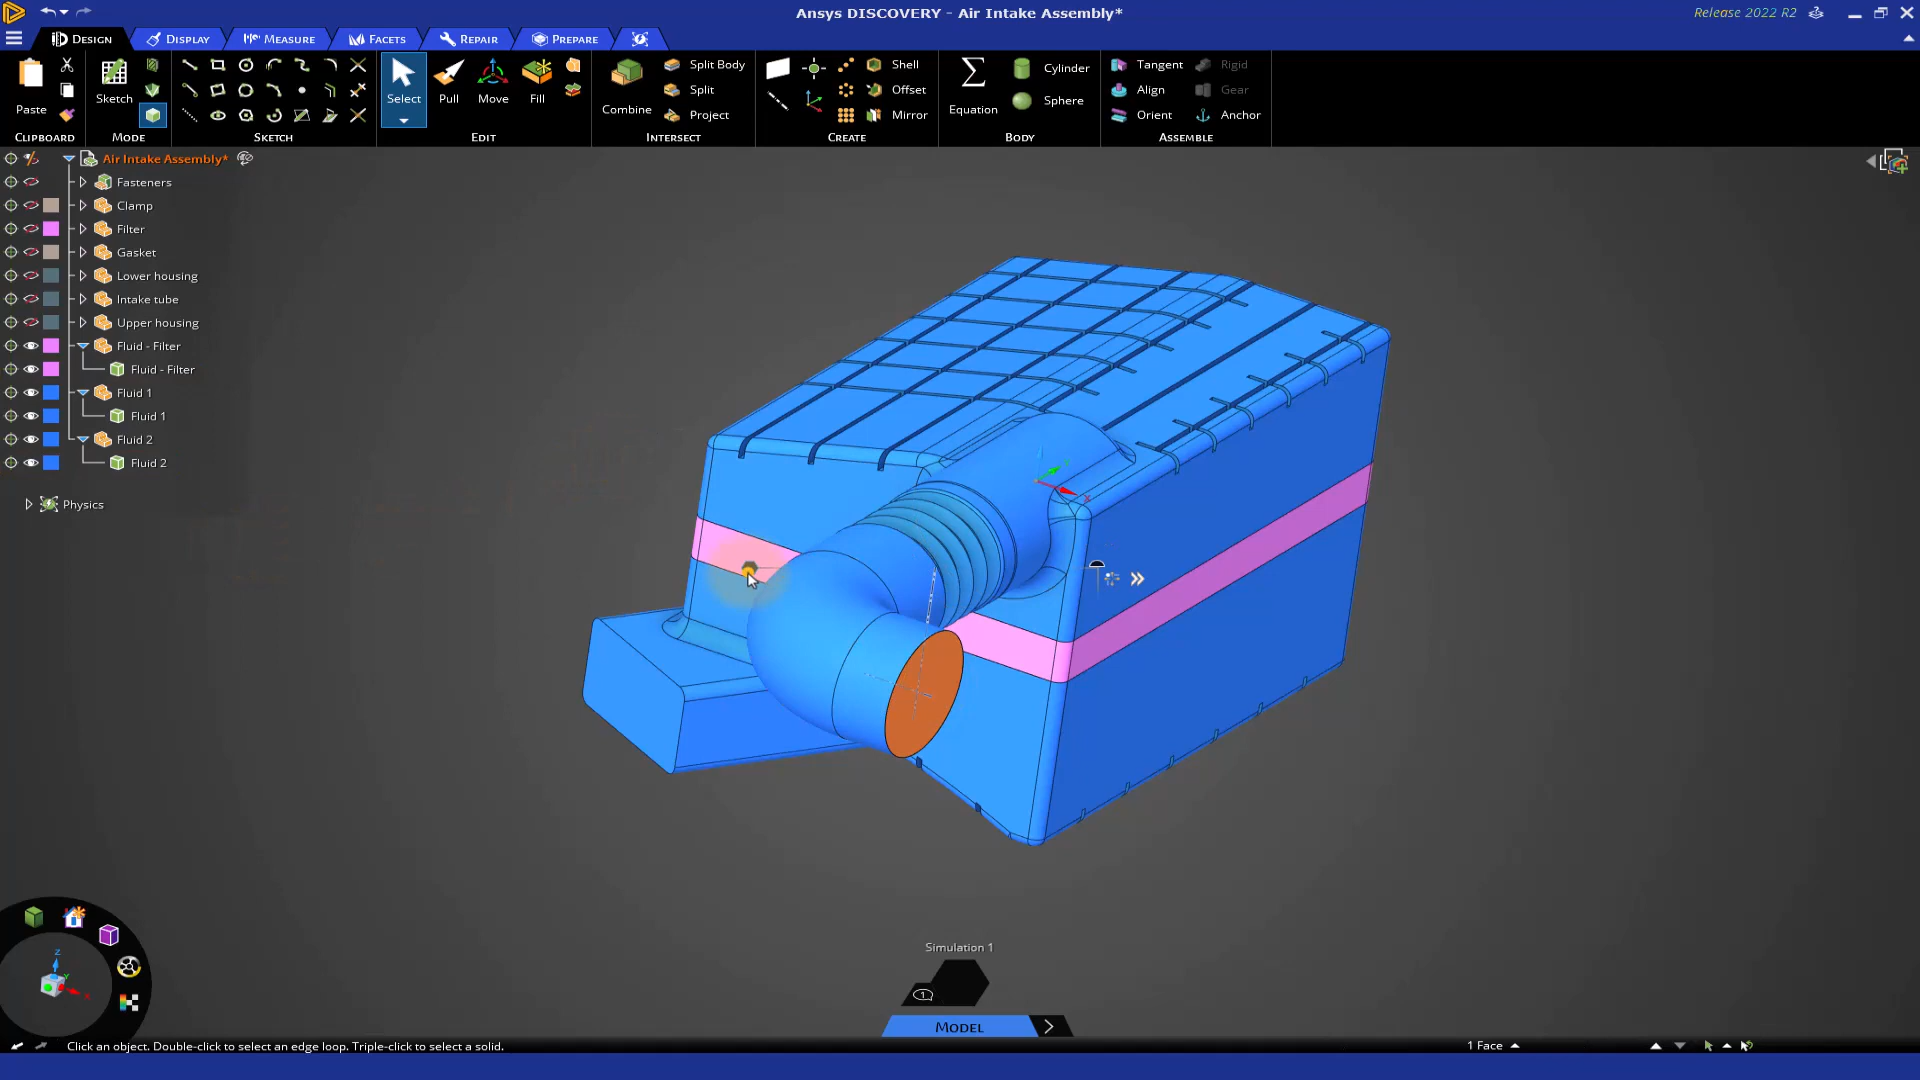 Ansys DISCOVERY - Air Intake Assembly*
Release 2022 R2
DESIGN
DISPLAY
MEASURE
FACETS
REPAIR
PREPARE
Paste
CLIPBOARD
Sketch
MODE
SKETCH
Select
Pull
Move
Fill
EDIT
Combine
Split Body
Split
Project
INTERSECT
Shell
Offset
Mirror
CREATE
Equation
Cylinder
Sphere
BODY
Tangent
Align
Orient
Rigid
Gear
Anchor
ASSEMBLE
Air Intake Assembly*
Fasteners
Clamp
Filter
Gasket
Lower housing
Intake tube
Upper housing
Fluid - Filter
Fluid - Filter
Fluid 1
Fluid 1
Fluid 2
Fluid 2
Physics
X
Z
Y
X
Simulation 1
1
MODEL
Click an object. Double-click to select an edge loop. Triple-click to select a solid.
1 Face